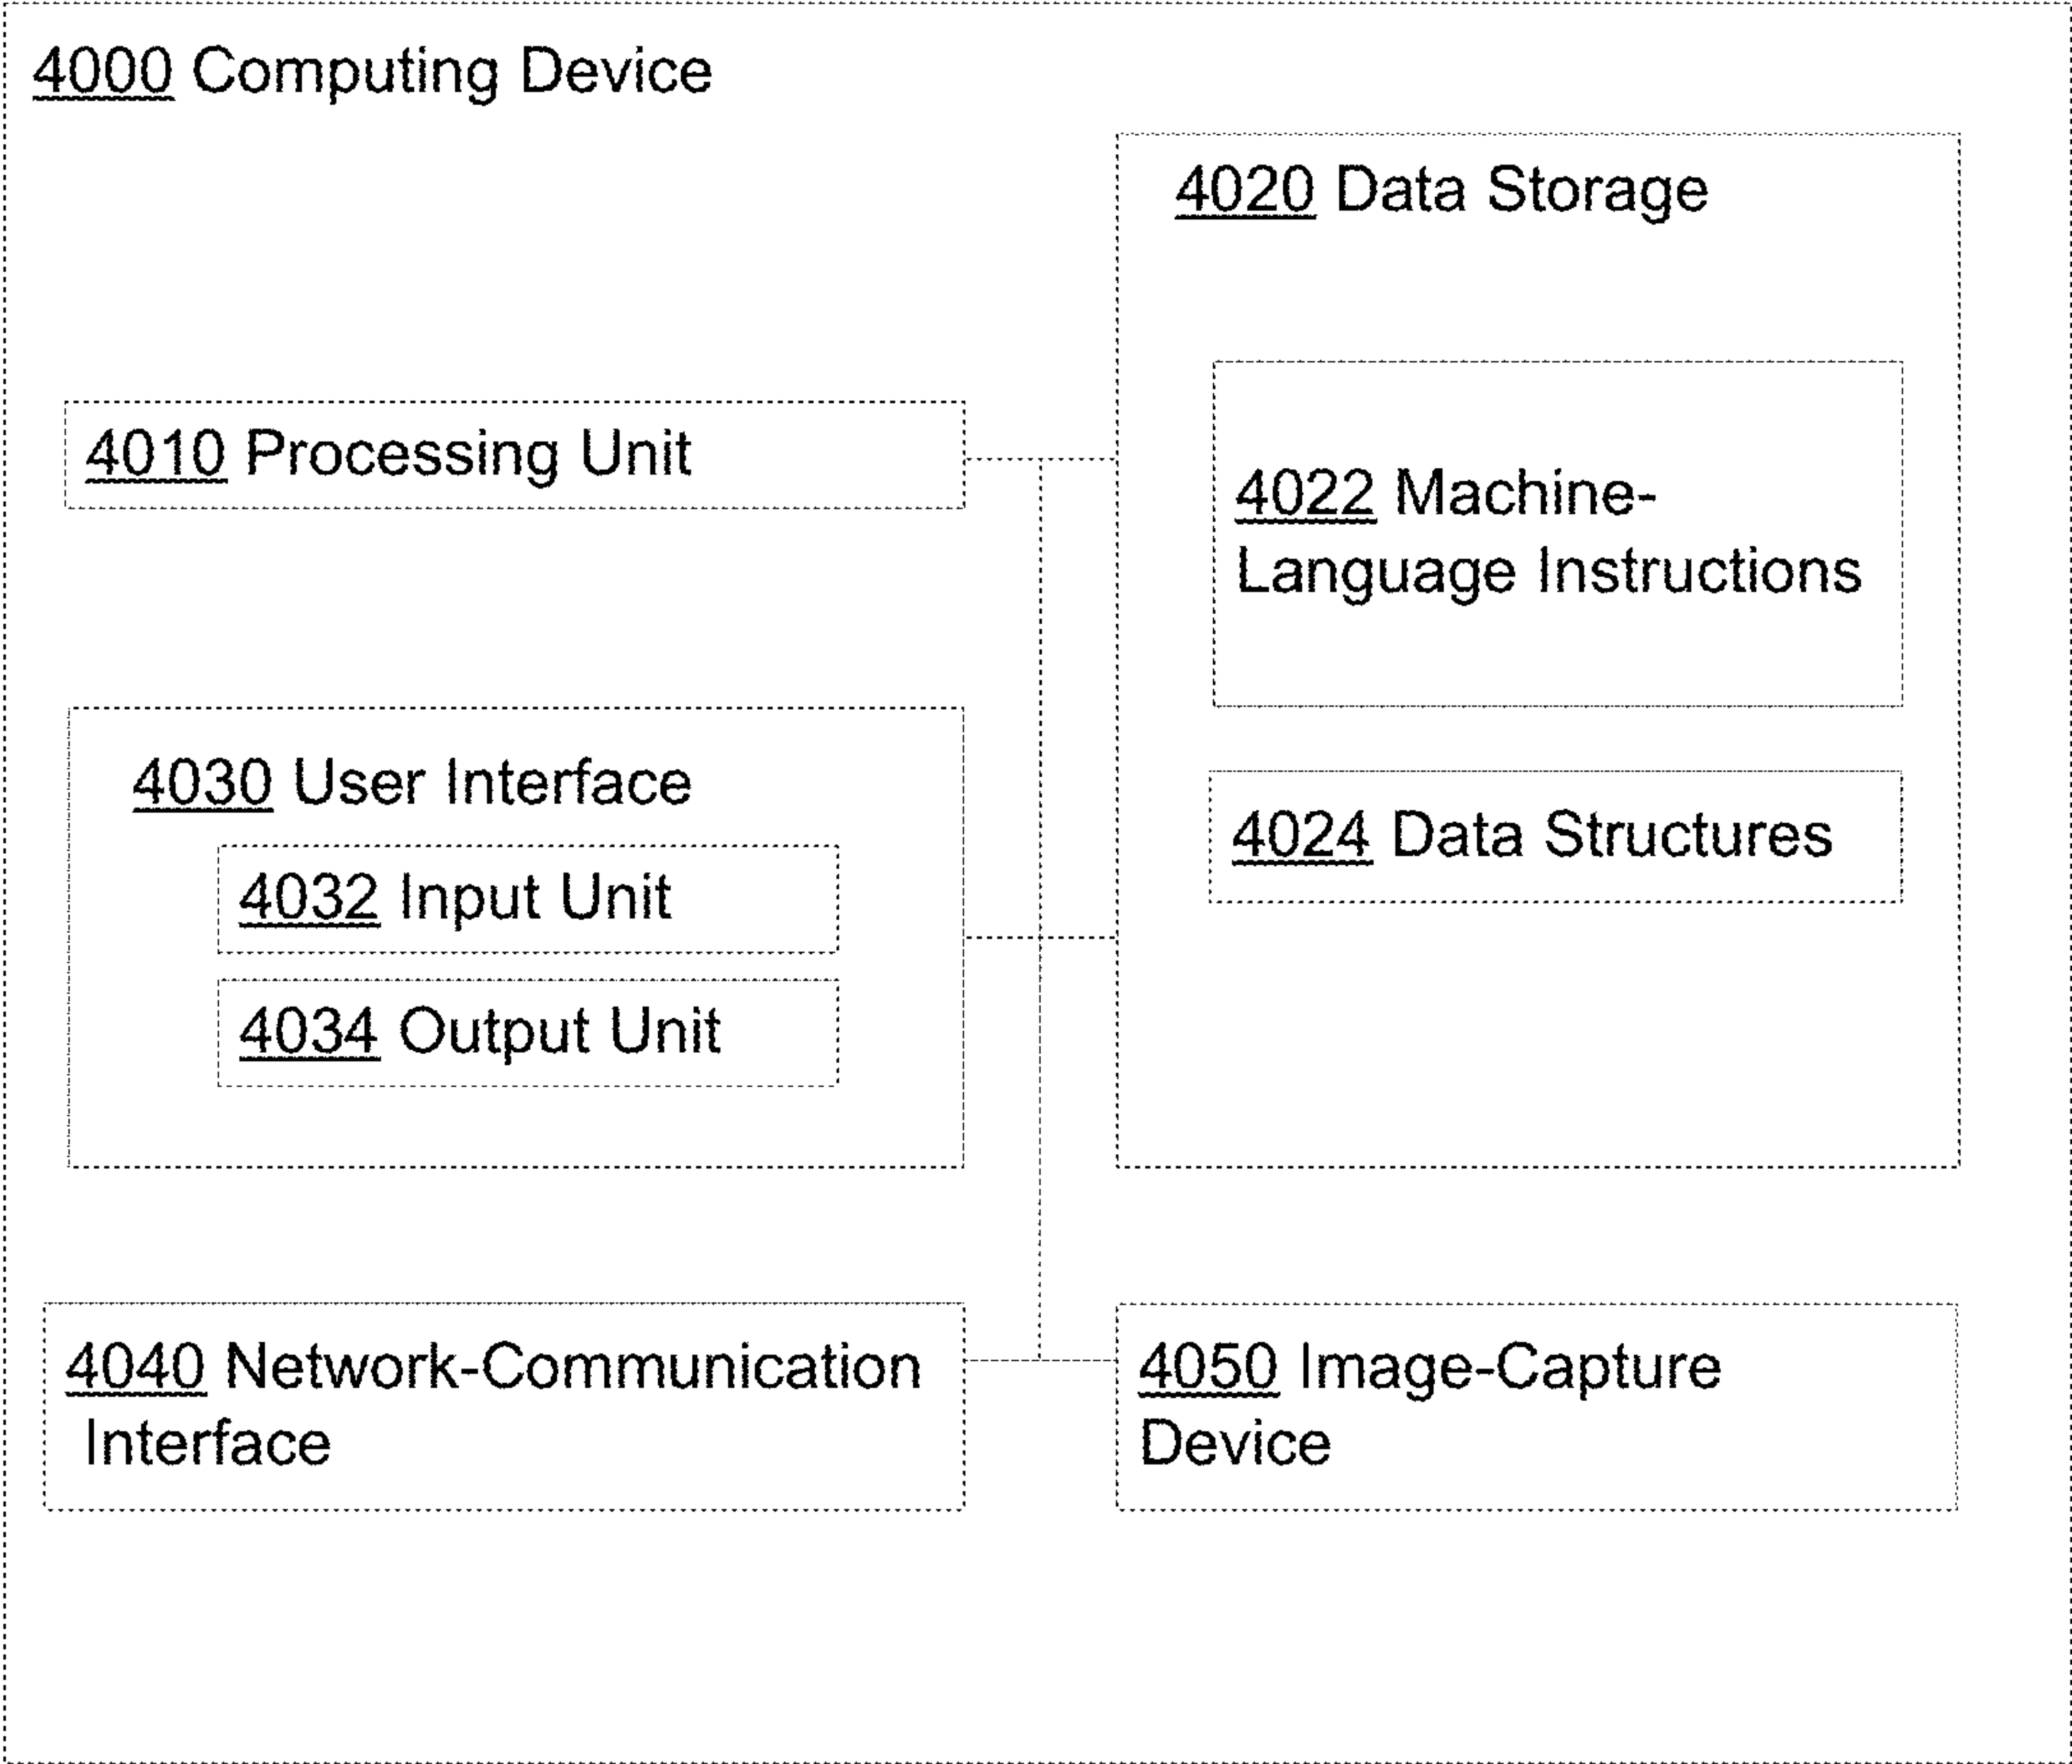 4000 Computing Device
4020 Data Storage
4010 Processing Unit
4022 Machine-
Language Instructions
4030 User Interface
4024 Data Structures
4032 Input Unit
4034 Output Unit
4040 Network-Communication
Interface
4050 Image-Capture
Device